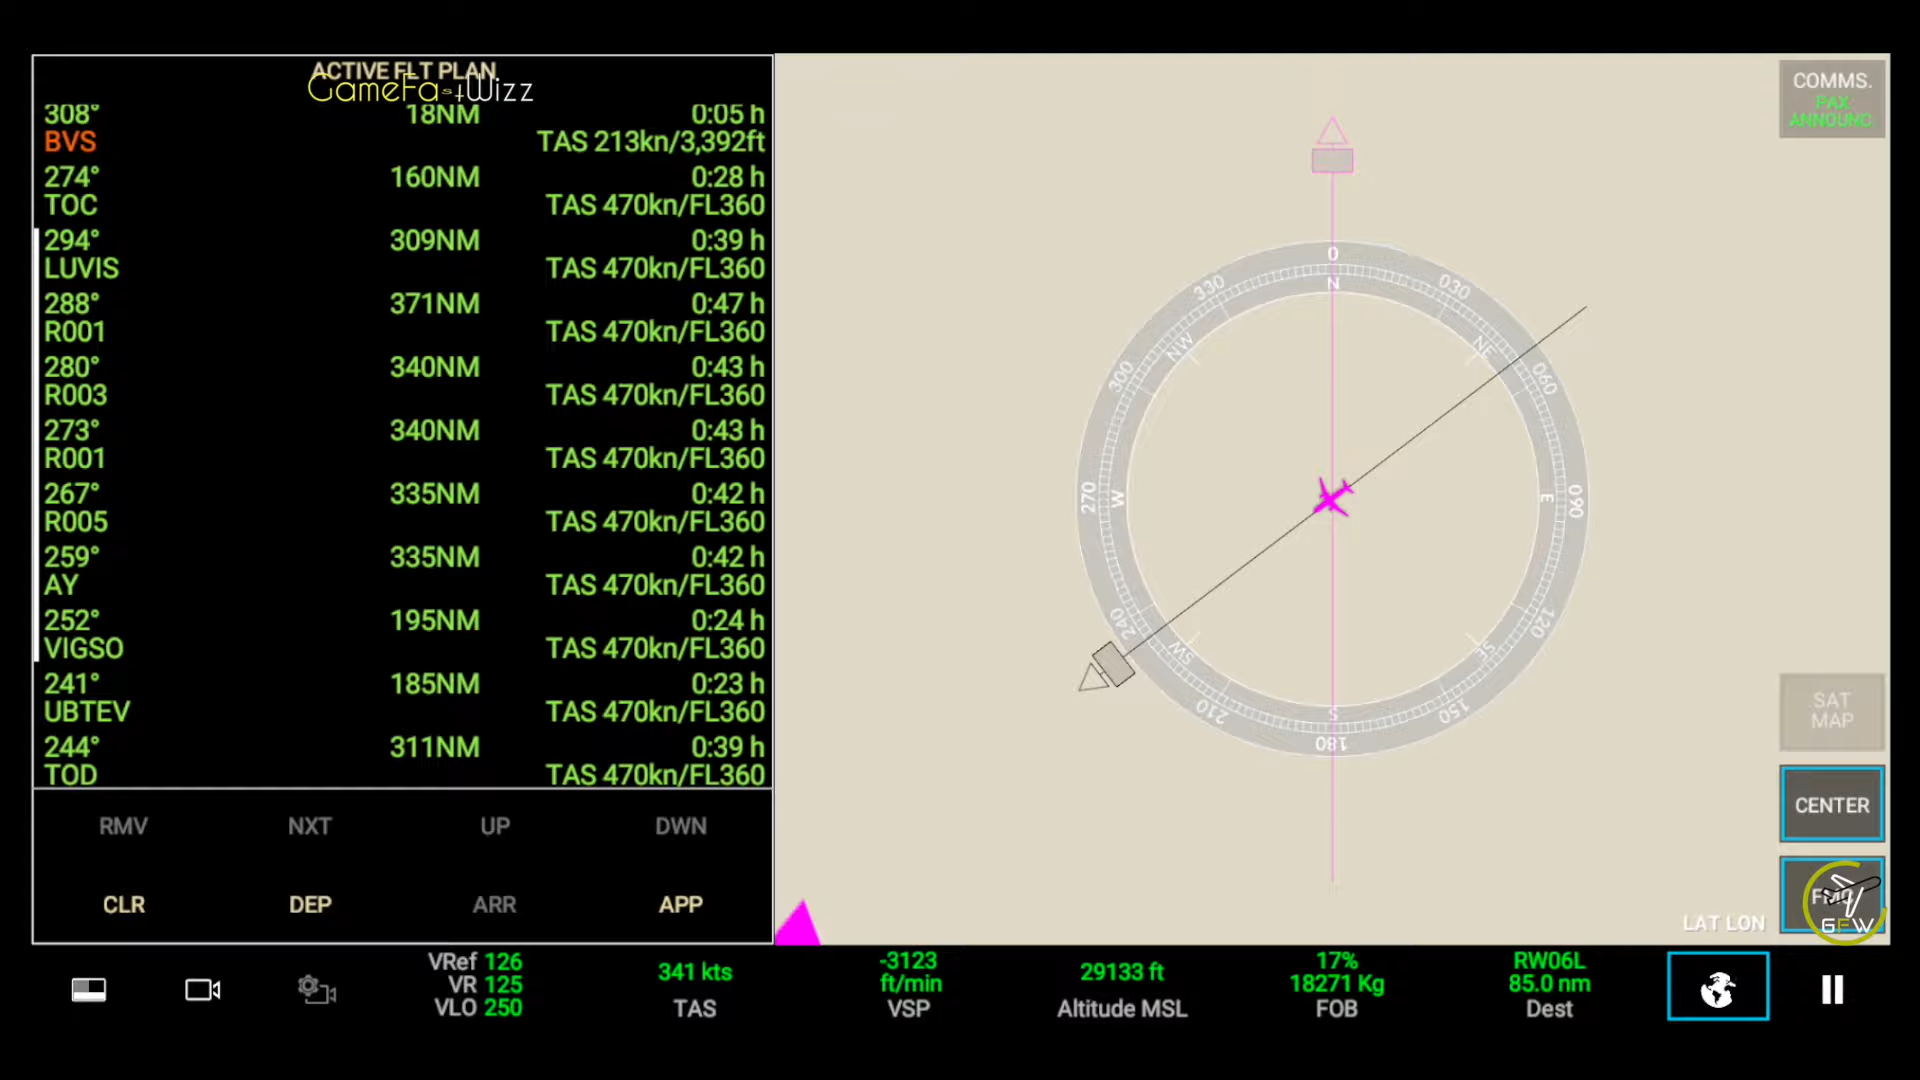 ACTIVE FLT PLAN
GameFastWizz
308° 18NM 0:05 h
BVS TAS 213kn/3,392ft
274° 160NM 0:28 h
TOC TAS 470kn/FL360
294° 309NM 0:39 h
LUVIS TAS 470kn/FL360
288° 371NM 0:47 h
R001 TAS 470kn/FL360
280° 340NM 0:43 h
R003 TAS 470kn/FL360
273° 340NM 0:43 h
R001 TAS 470kn/FL360
267° 335NM 0:42 h
R005 TAS 470kn/FL360
259° 335NM 0:42 h
AY TAS 470kn/FL360
252° 195NM 0:24 h
VIGSO TAS 470kn/FL360
241° 185NM 0:23 h
UBTEV TAS 470kn/FL360
244° 311NM 0:39 h
TOD TAS 470kn/FL360
RMV NXT UP DWN
CLR DEP ARR APP
COMMS.
PAX
ANNOUNC.
0
N
030
NE
060
E
090
120
SE
150
S
180
210
SW
240
W
270
300
NW
330
SAT
MAP
CENTER
LAT LON
GFW
VRef 126
VR 125
VLO 250
341 kts
TAS
-3123
ft/min
VSP
29133 ft
Altitude MSL
17%
18271 Kg
FOB
RW06L
85.0 nm
Dest